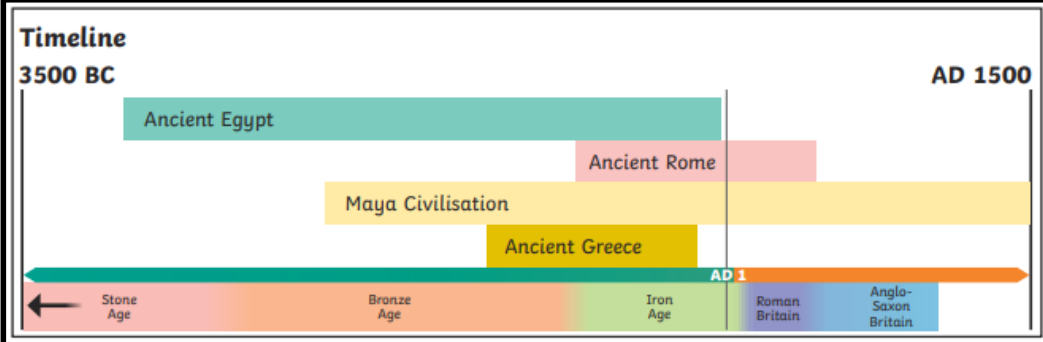 Timeline
3500 BC
AD 1500
Ancient Egypt
Ancient Rome
Maya Civilisation
Ancient Greece
AD 1
Stone
Age
Bronze
Age
Iron
Age
Roman
Britain
Anglo-
Saxon
Britain